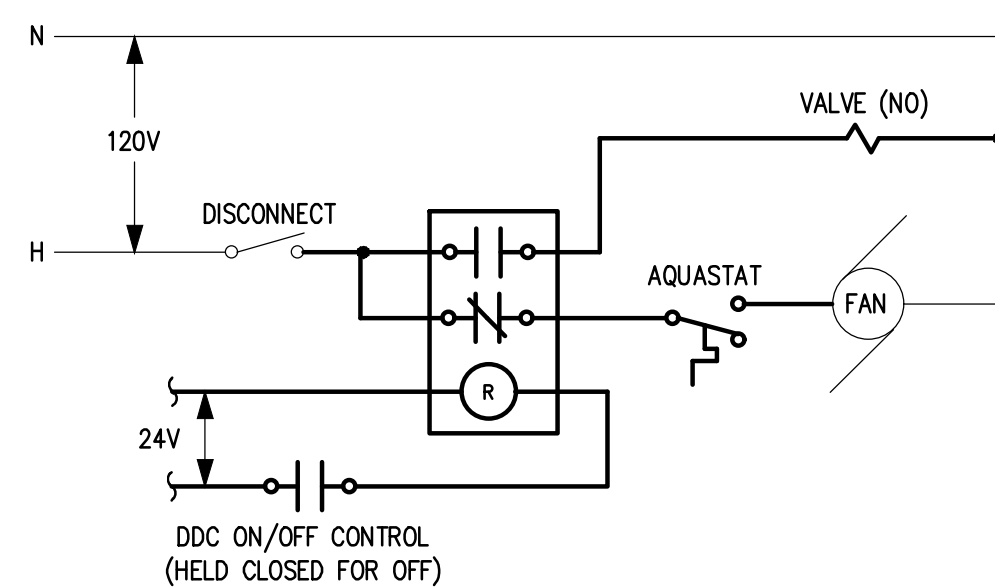 N
VALVE (NO)
120V
DISCONNECT
H
AQUASTAT
FAN
R
24V
DDC ON/OFF CONTROL
(HELD CLOSED FOR OFF)